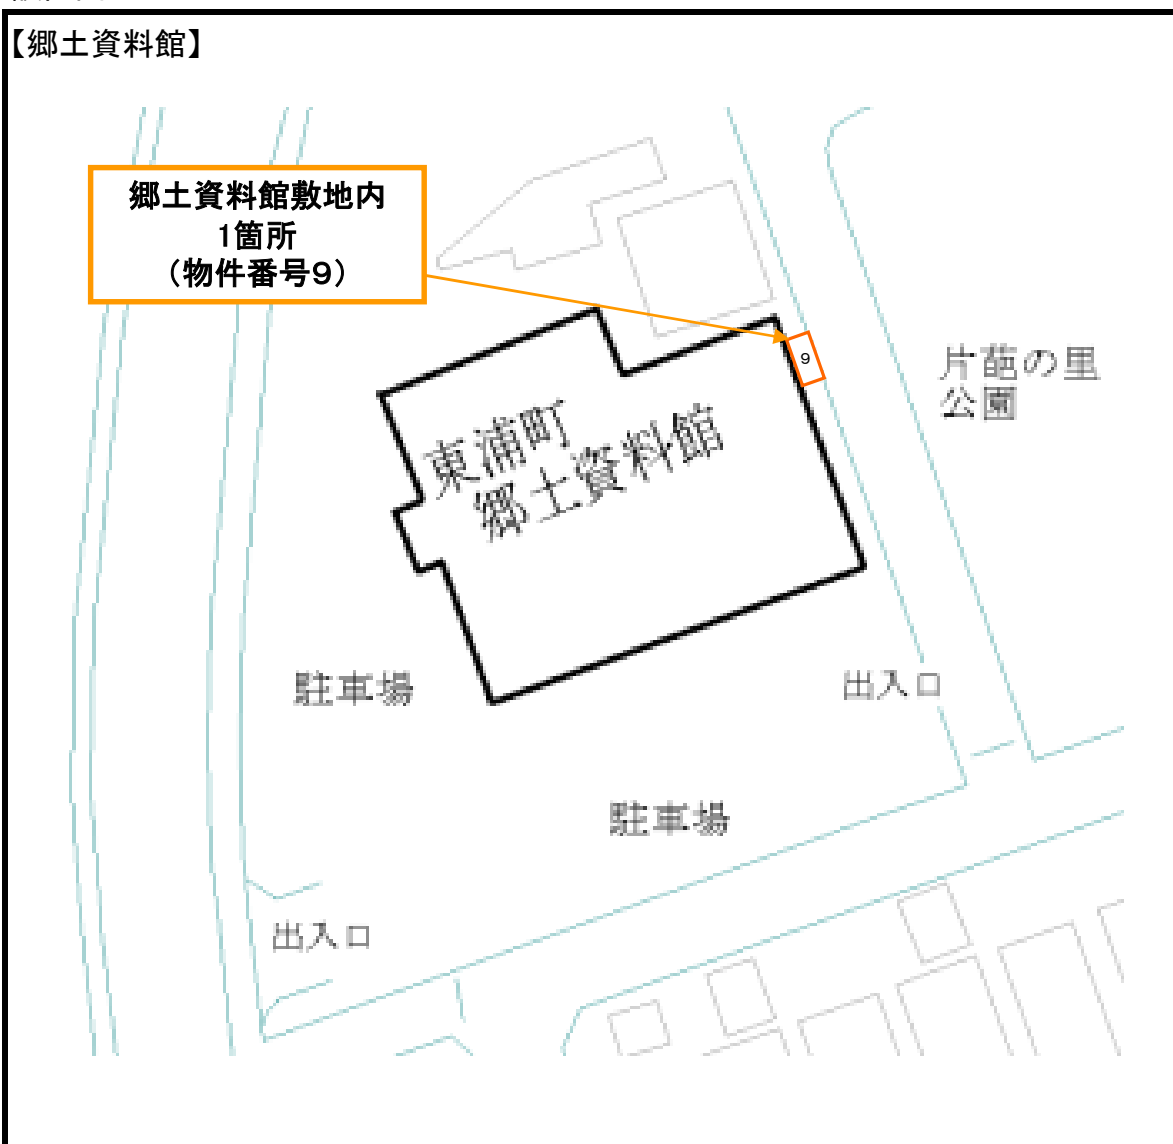 【郷土資料館】
郷土資料館敷地内
1箇所
（物件番号９）
9
片葩の里
公園
東浦町
郷土資料館
駐車場
出入口
駐車場
出入口